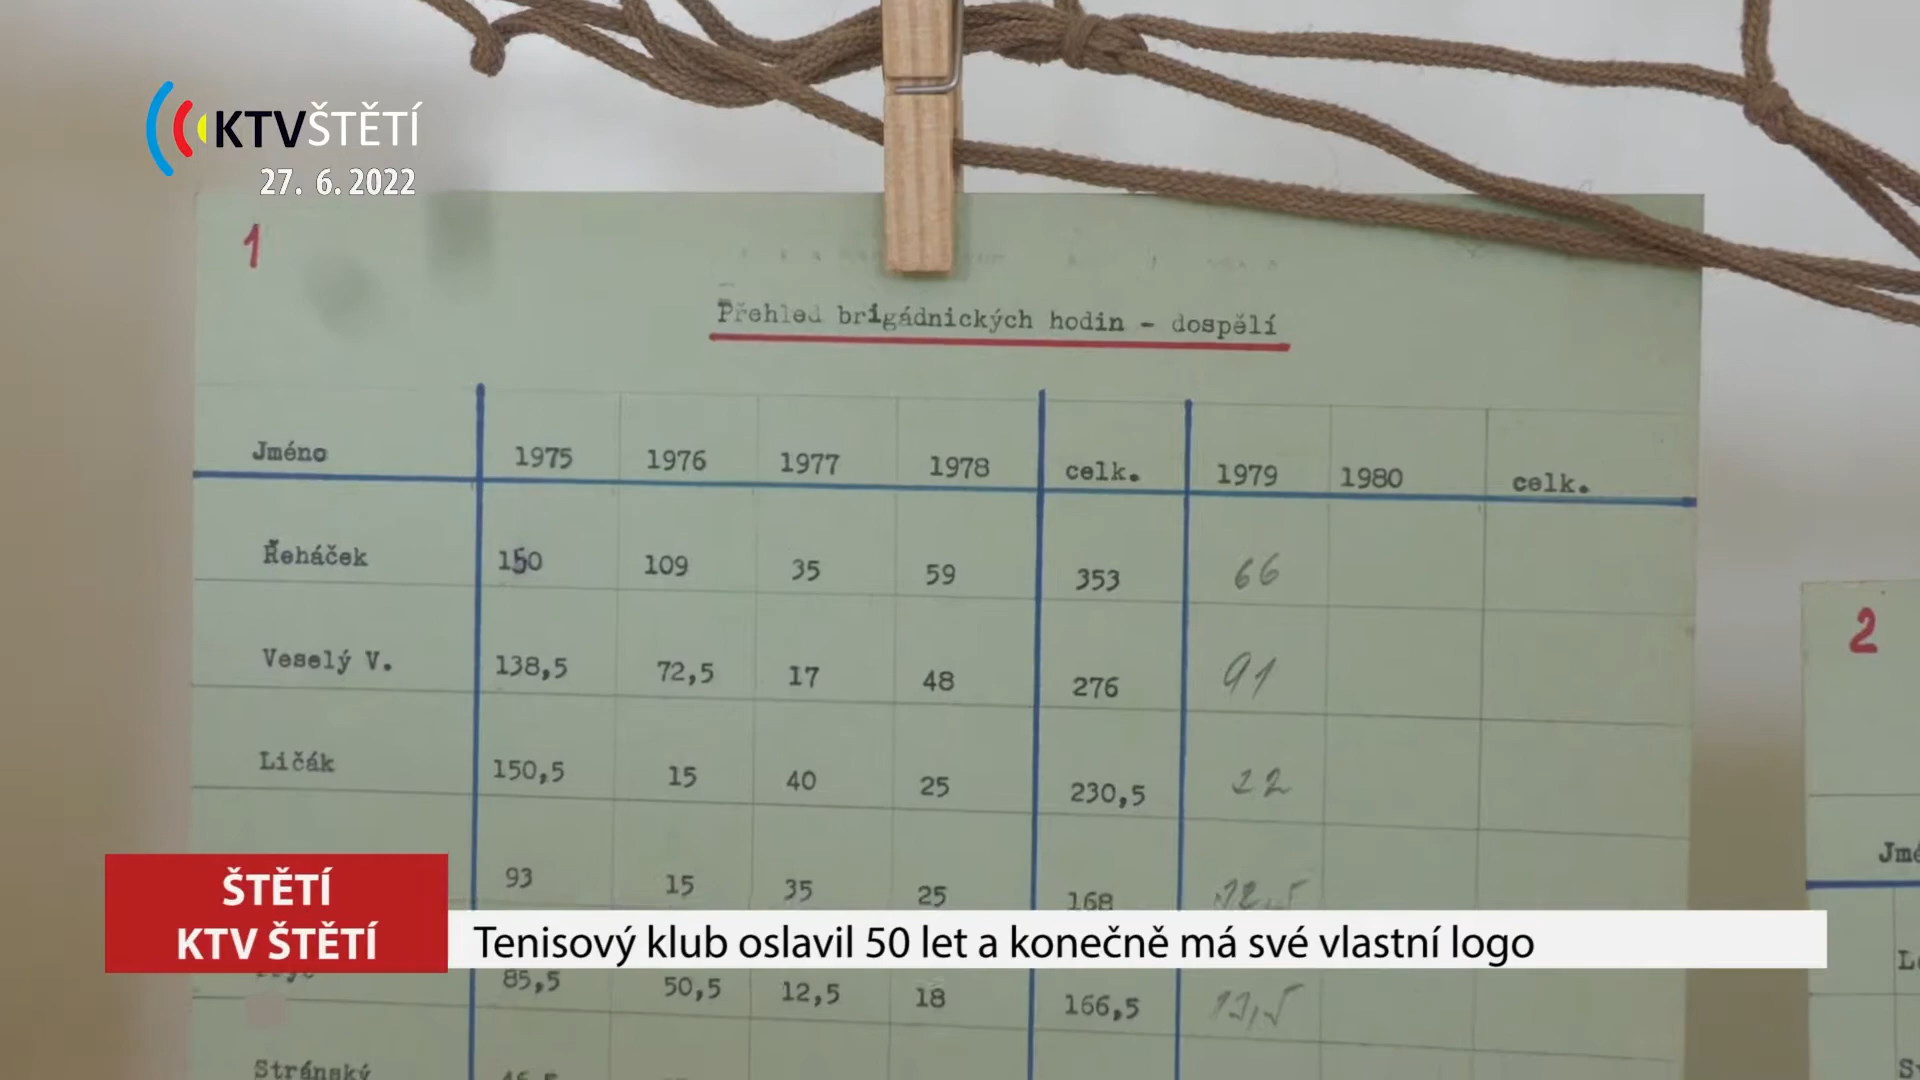 KTVŠTĚTÍ
27. 6. 2022
1
Přehled brigádnických hodin - dospělí
Jméno 1975 1976 1977 1978 celk. 1979 1980 celk.
Řeháček 150 109 35 59 353 66
Veselý V. 138,5 72,5 17 48 276 91
Ličák 150,5 15 40 25 230,5 22
93 15 35 25 168
85,5 50,5 12,5 18 166,5 13,5
Stránský
2
ŠTĚTÍ
KTV ŠTĚTÍ
Tenisový klub oslavil 50 let a konečně má své vlastní logo